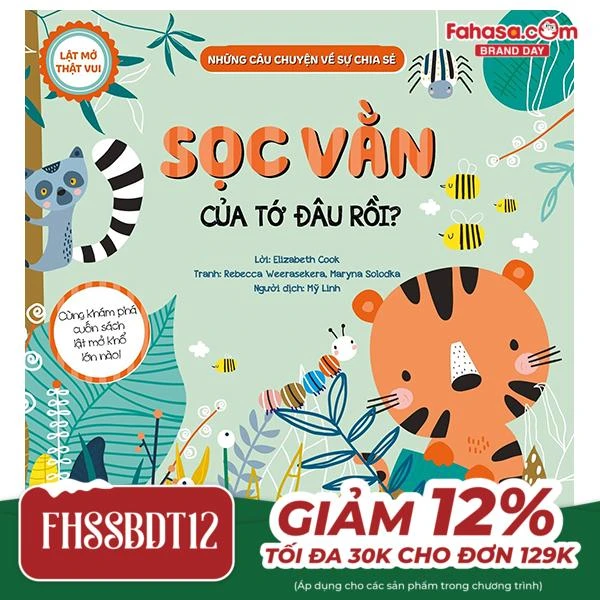 Fahasa.com
BRAND DAY
LẬT MỞ
THẬT VUI
NHỮNG CÂU CHUYỆN VỀ SỰ CHIA SẺ
SỌC VẰN
CỦA TỚ ĐÂU RỒI?
Lời: Elizabeth Cook
Tranh: Rebecca Weerasekera, Maryna Solodka
Người dịch: Mỹ Linh
Cùng khám phá
cuốn sách
lật mở khổ
lớn nào!
FHSSBDT12
GIẢM 12%
TỐI ĐA 30K CHO ĐƠN 129K
(Áp dụng cho các sản phẩm trong chương trình)